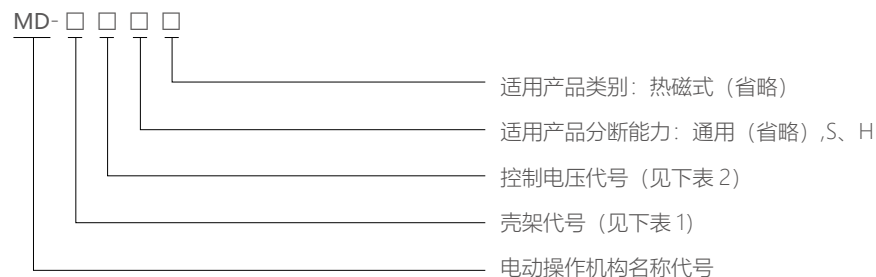 MD-□ □ □ □
适用产品类别：热磁式（省略）
适用产品分断能力：通用（省略）,S、H
控制电压代号（见下表 2）
壳架代号（见下表 1）
电动操作机构名称代号